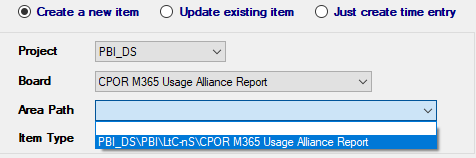 Create a new item Update existing item Just create time entry
Project PBI_DS
Board CPOR M365 Usage Alliance Report
Area Path
PBI_DS\PBI\LtC-nS\CPOR M365 Usage Alliance Report
Item Type